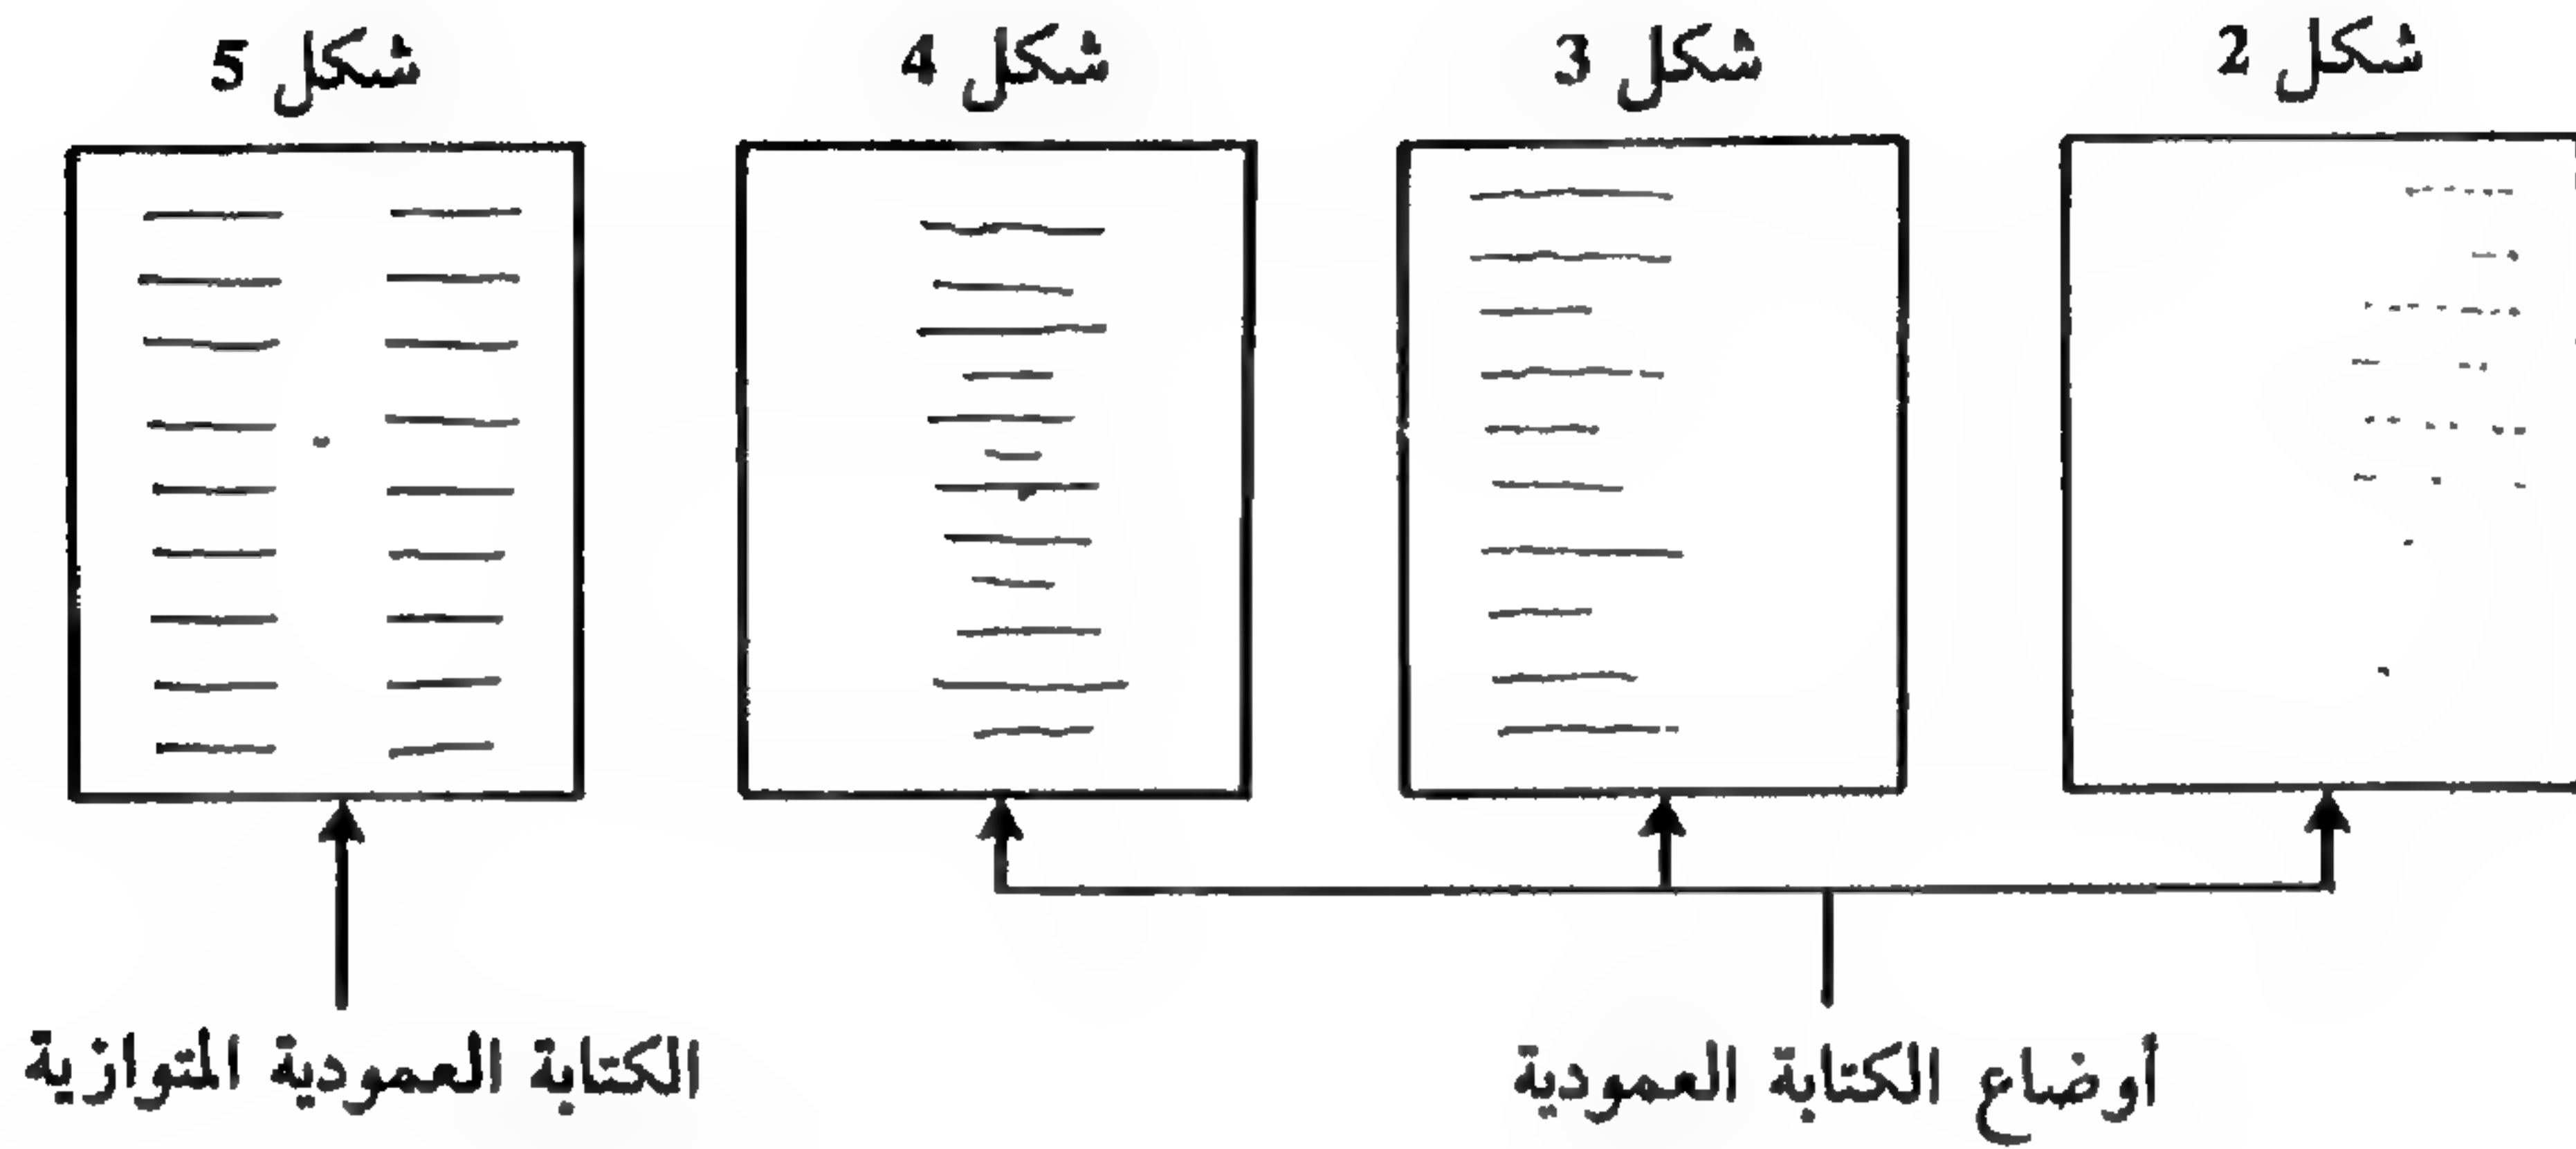 شكل 2
شكل 3
شكل 4
شكل 5
أوضاع الكتابة العمودية
الكتابة العمودية المتوازية